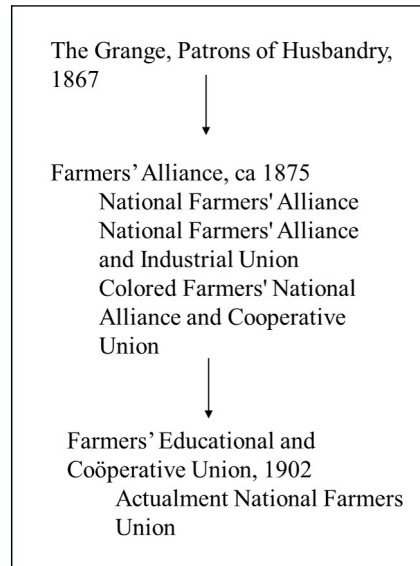 The Grange, Patrons of Husbandry,
1867
Farmers’ Alliance, ca 1875
National Farmers' Alliance
National Farmers' Alliance
and Industrial Union
Colored Farmers' National
Alliance and Cooperative
Union
Farmers’ Educational and
Coöperative Union, 1902
Actualment National Farmers
Union